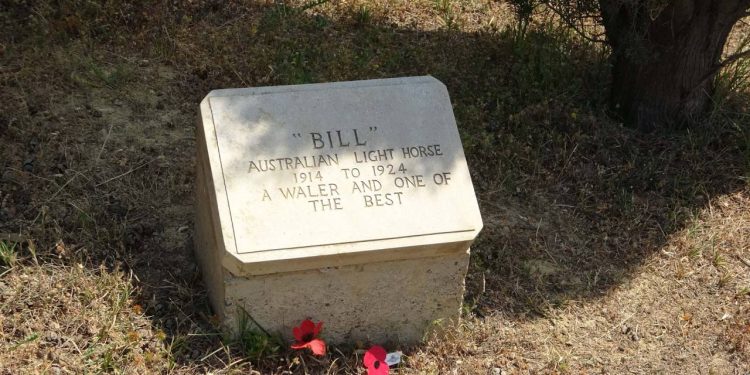 "BILL"
AUSTRALIAN LIGHT HORSE
1914 TO 1924
A WALER AND ONE OF
THE BEST